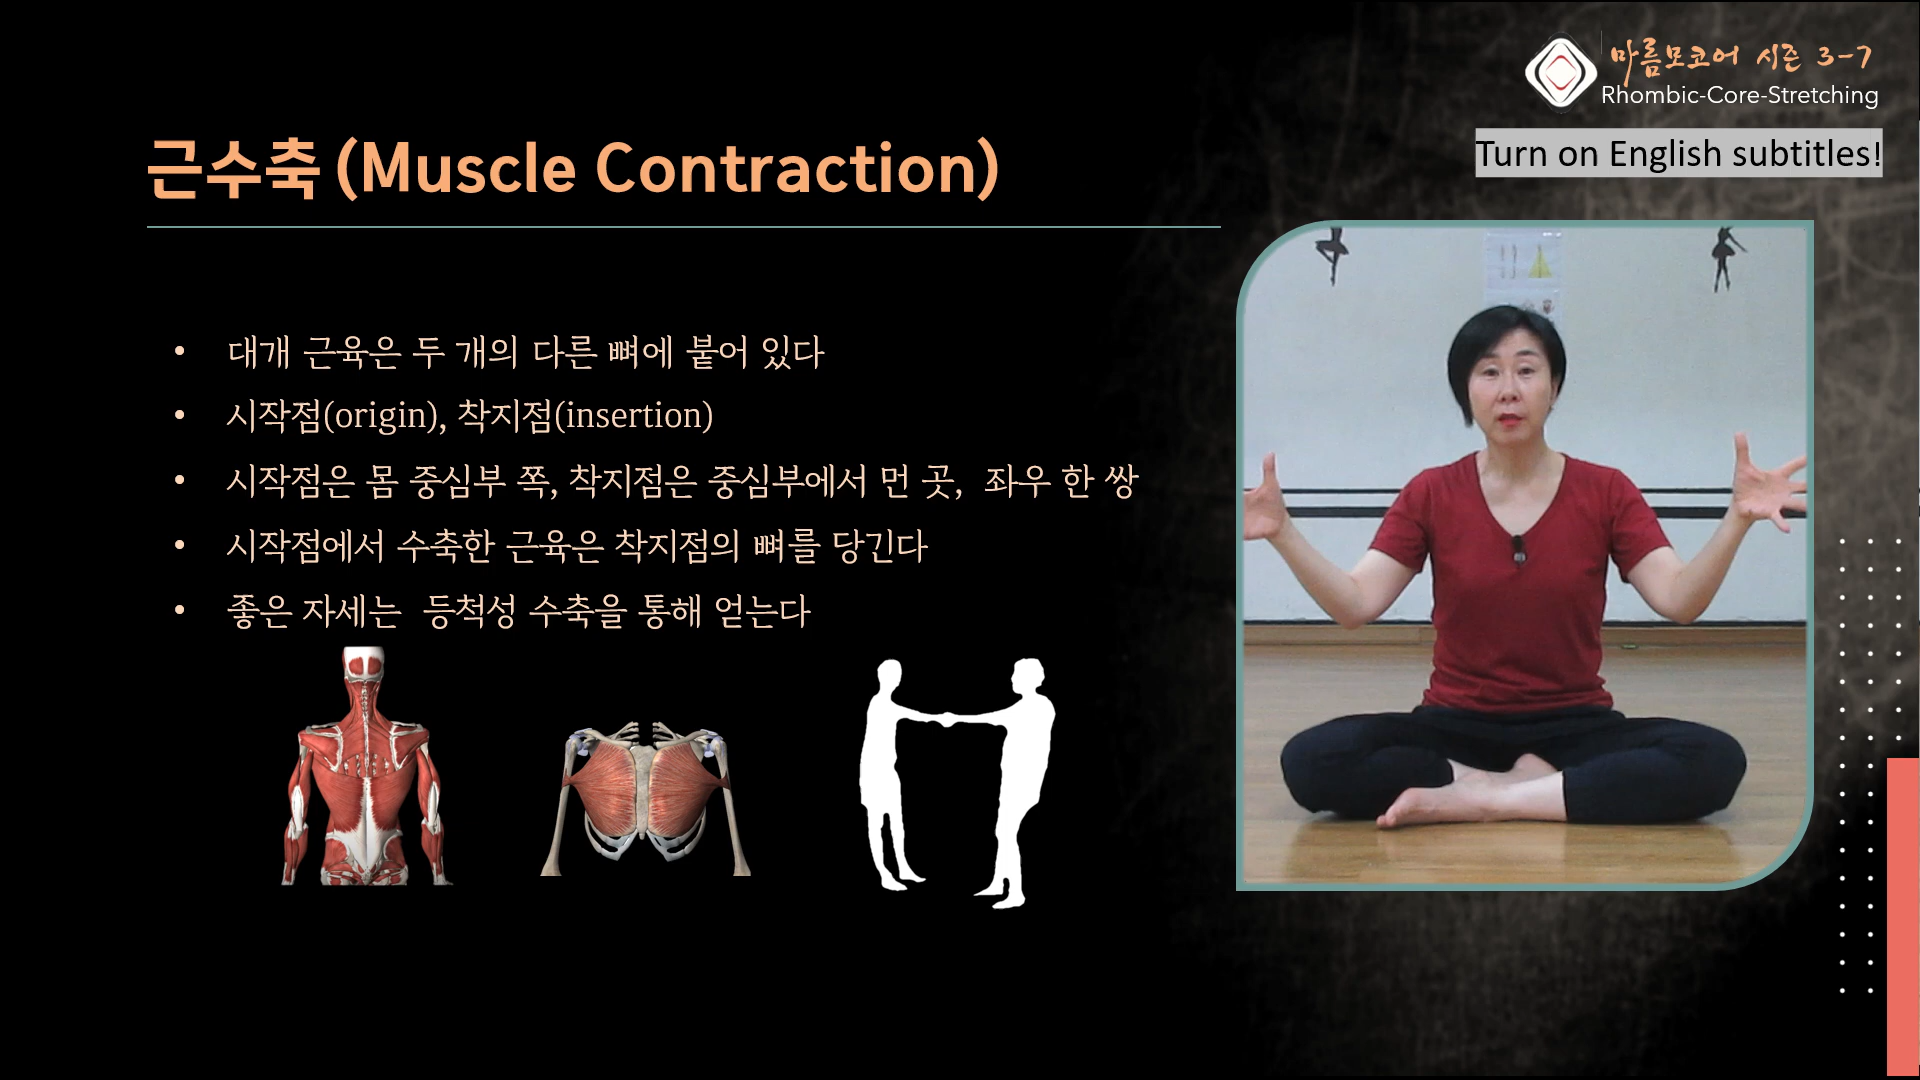 마름모코어 시즌 3-7
Rhombic-Core-Stretching
Turn on English subtitles!
근수축 (Muscle Contraction)
• 대개 근육은 두 개의 다른 뼈에 붙어 있다
• 시작점(origin), 착지점(insertion)
• 시작점은 몸 중심부 쪽, 착지점은 중심부에서 먼 곳, 좌우 한 쌍
• 시작점에서 수축한 근육은 착지점의 뼈를 당긴다
• 좋은 자세는 등척성 수축을 통해 얻는다